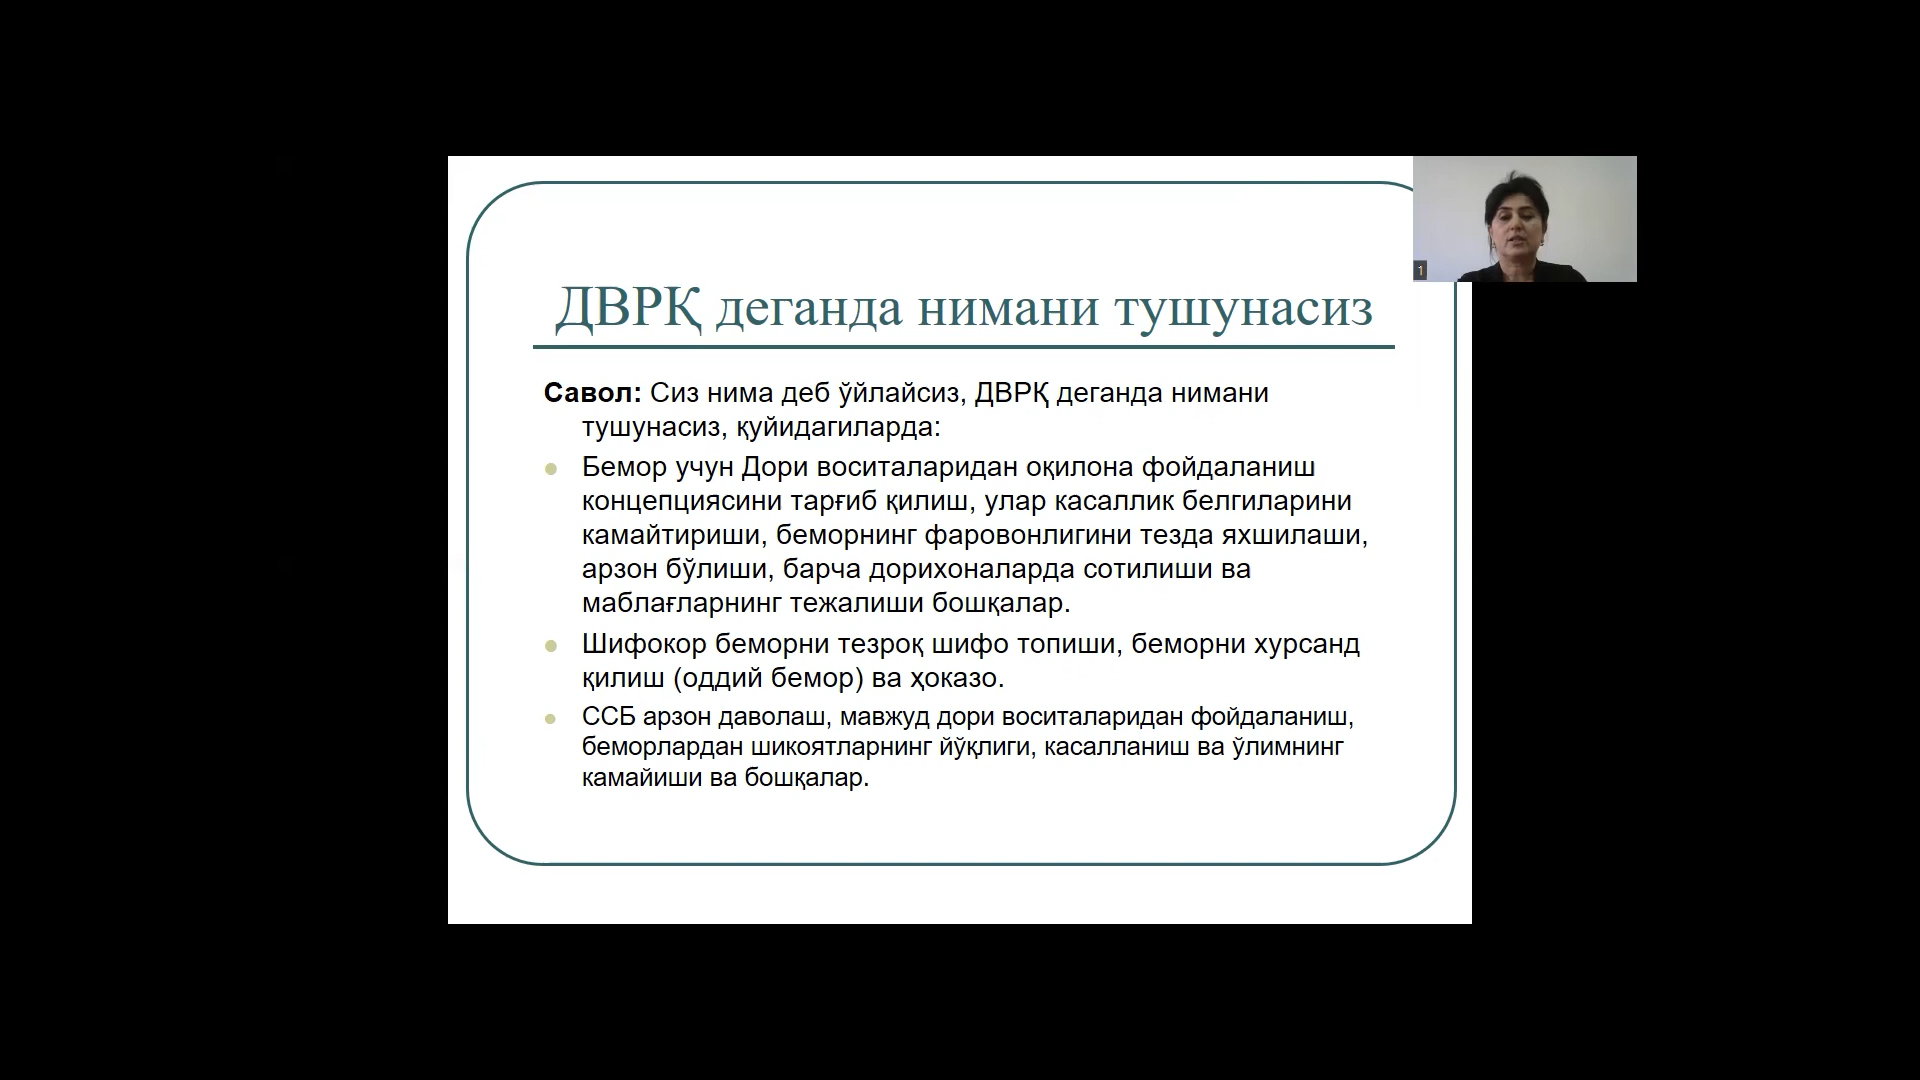 ДВРҚ деганда нимани тушунасиз
Савол: Сиз нима деб ўйлайсиз, ДВРҚ деганда нимани
тушунасиз, қуйидагиларда:
Бемор учун Дори воситаларидан оқилона фойдаланиш
концепциясини тарғиб қилиш, улар касаллик белгиларини
камайтириши, беморнинг фаровонлигини тезда яхшилаши,
арзон бўлиши, барча дорихоналарда сотилиши ва
маблағларнинг тежалиши бошқалар.
Шифокор беморни тезроқ шифо топиши, беморни хурсанд
қилиш (оддий бемор) ва ҳоказо.
ССБ арзон даволаш, мавжуд дори воситаларидан фойдаланиш,
беморлардан шикоятларнинг йўқлиги, касалланиш ва ўлимнинг
камайиши ва бошқалар.
1